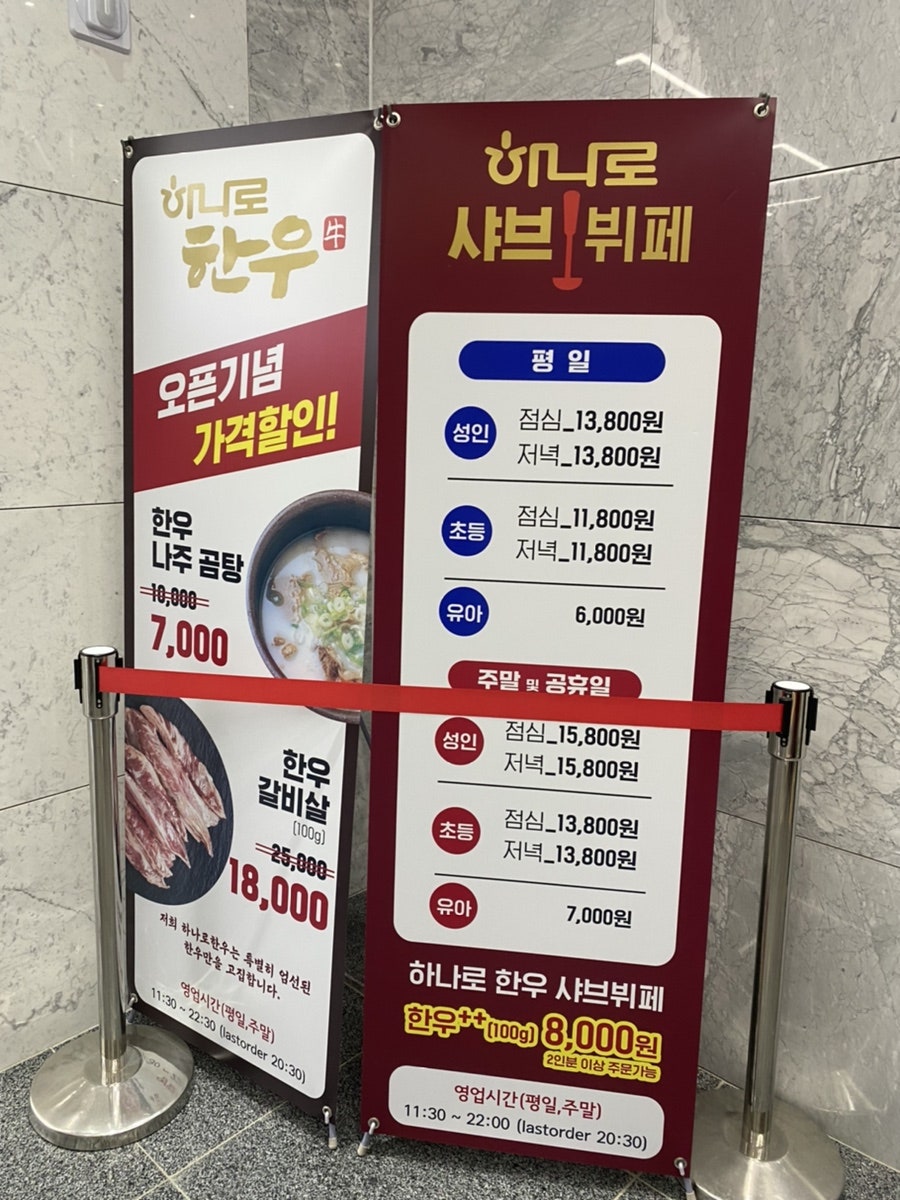 하나로
한우 牛
오픈기념
가격할인!
한우
나주 곰탕
10,000
7,000
한우
갈비살
(100g)
25,000
18,000
저희 하나로한우는 특별히 엄선된
한우만을 고집합니다.
영업시간(평일,주말)
11:30 ~ 22:30 (lastorder 20:30)
하나로
샤브 뷔페
평 일
성인
점심_13,800원
저녁_13,800원
초등
점심_11,800원
저녁_11,800원
유아 6,000원
주말 및 공휴일
성인
점심_15,800원
저녁_15,800원
초등
점심_13,800원
저녁_13,800원
유아 7,000원
하나로 한우 샤브뷔페
한우++(100g) 8,000원
2인분 이상 주문가능
영업시간(평일,주말)
11:30 ~ 22:00 (lastorder 20:30)